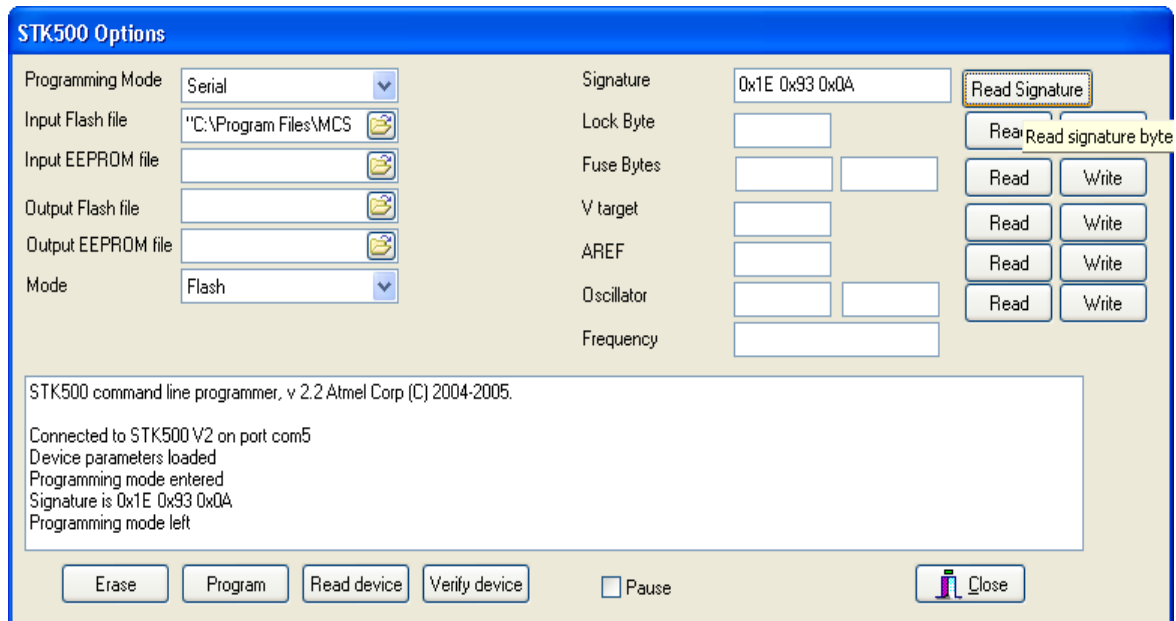 STK500 Options
Programming Mode Serial
Input Flash file "C:\Program Files\MCS
Input EEPROM file
Output Flash file
Output EEPROM file
Mode Flash
Signature 0x1E 0x93 0x0A Read Signature
Lock Byte Read
Read signature byte
Fuse Bytes Read Write
V target Read Write
AREF Read Write
Oscillator Read Write
Frequency
STK500 command line programmer, v 2.2 Atmel Corp (C) 2004-2005.
Connected to STK500 V2 on port com5
Device parameters loaded
Programming mode entered
Signature is 0x1E 0x93 0x0A
Programming mode left
Erase Program Read device Verify device Pause Close